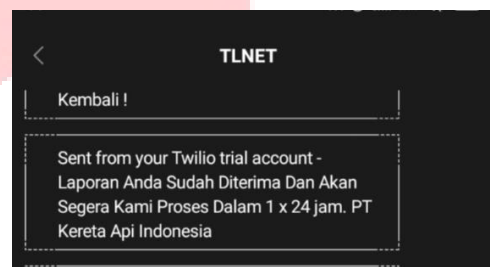 TLNET
Kembali !
Sent from your Twilio trial account -
Laporan Anda Sudah Diterima Dan Akan
Segera Kami Proses Dalam 1 x 24 jam. PT
Kereta Api Indonesia